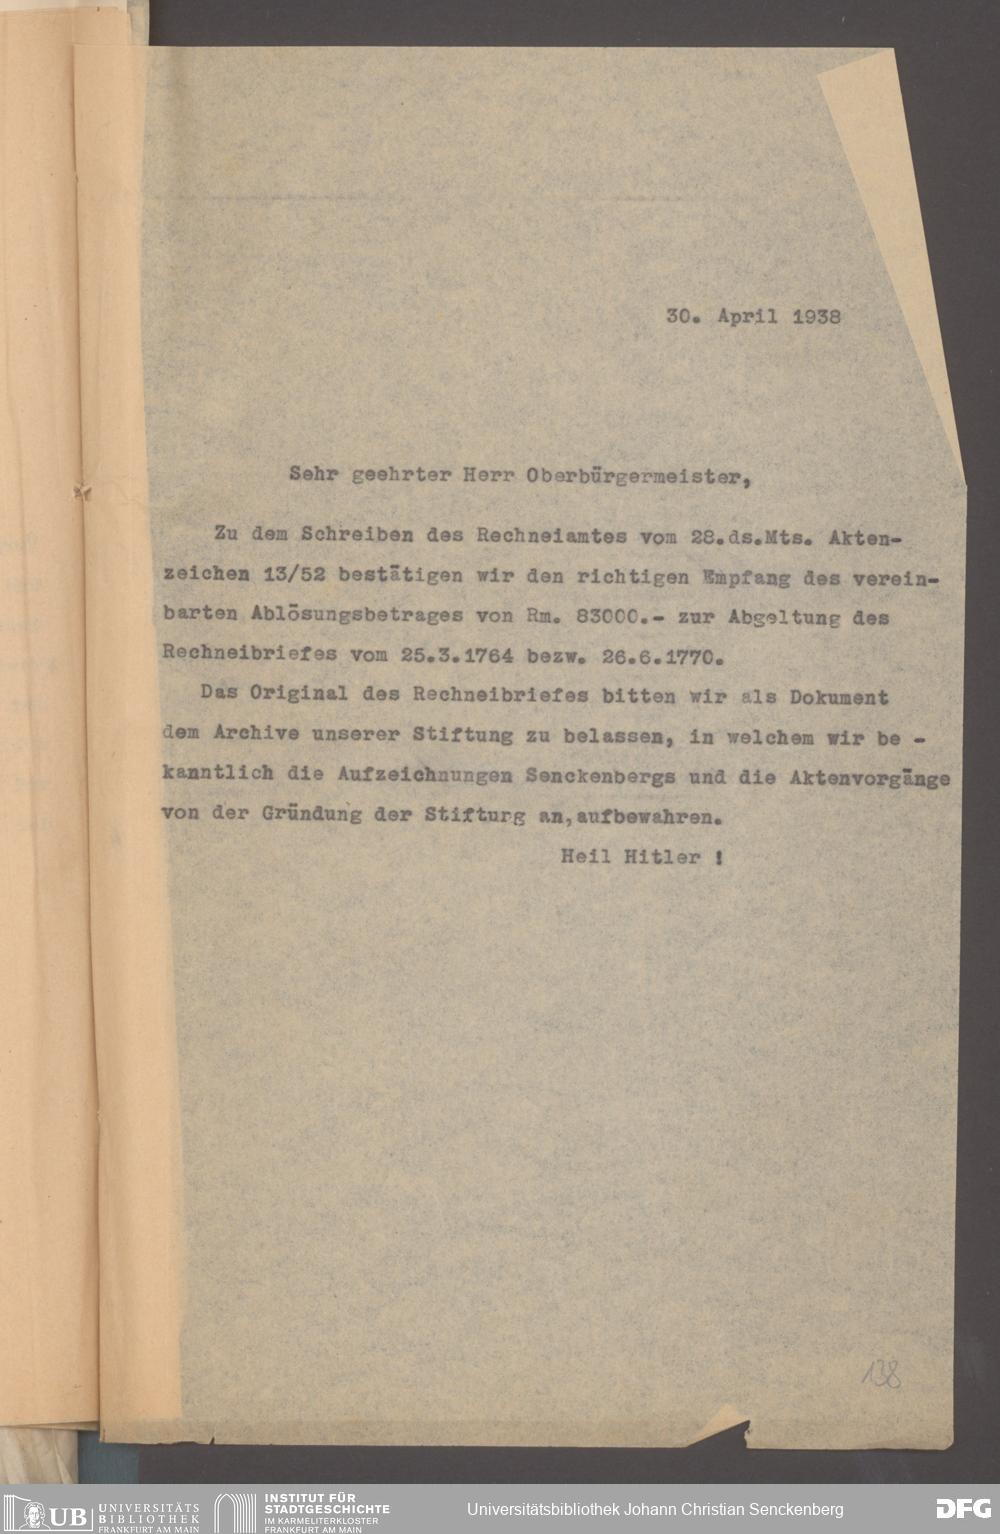 30. April 1938
Sehr geehrter Herr Oberbürgermeister,
Zu dem Schreiben des Rechneiamtes vom 28.ds.Mts. Akten-
zeichen 13/52 bestätigen wir den richtigen Empfang des verein-
barten Ablösungsbetrages von Rm. 83000.- zur Abgeltung des
Rechneibriefes vom 25.3.1764 bezw. 26.6.1770.
Das Original des Rechneibriefes bitten wir als Dokument
dem Archive unserer Stiftung zu belassen, in welchem wir be -
kanntlich die Aufzeichnungen Senckenbergs und die Aktenvorgänge
von der Gründung der Stiftung an, aufbewahren.
Heil Hitler !
138
UB UNIVERSITÄTS
BIBLIOTHEK
FRANKFURT AM MAIN
INSTITUT FÜR
STADTGESCHICHTE
IM KARMELITERKLOSTER
FRANKFURT AM MAIN
Universitätsbibliothek Johann Christian Senckenberg
DFG